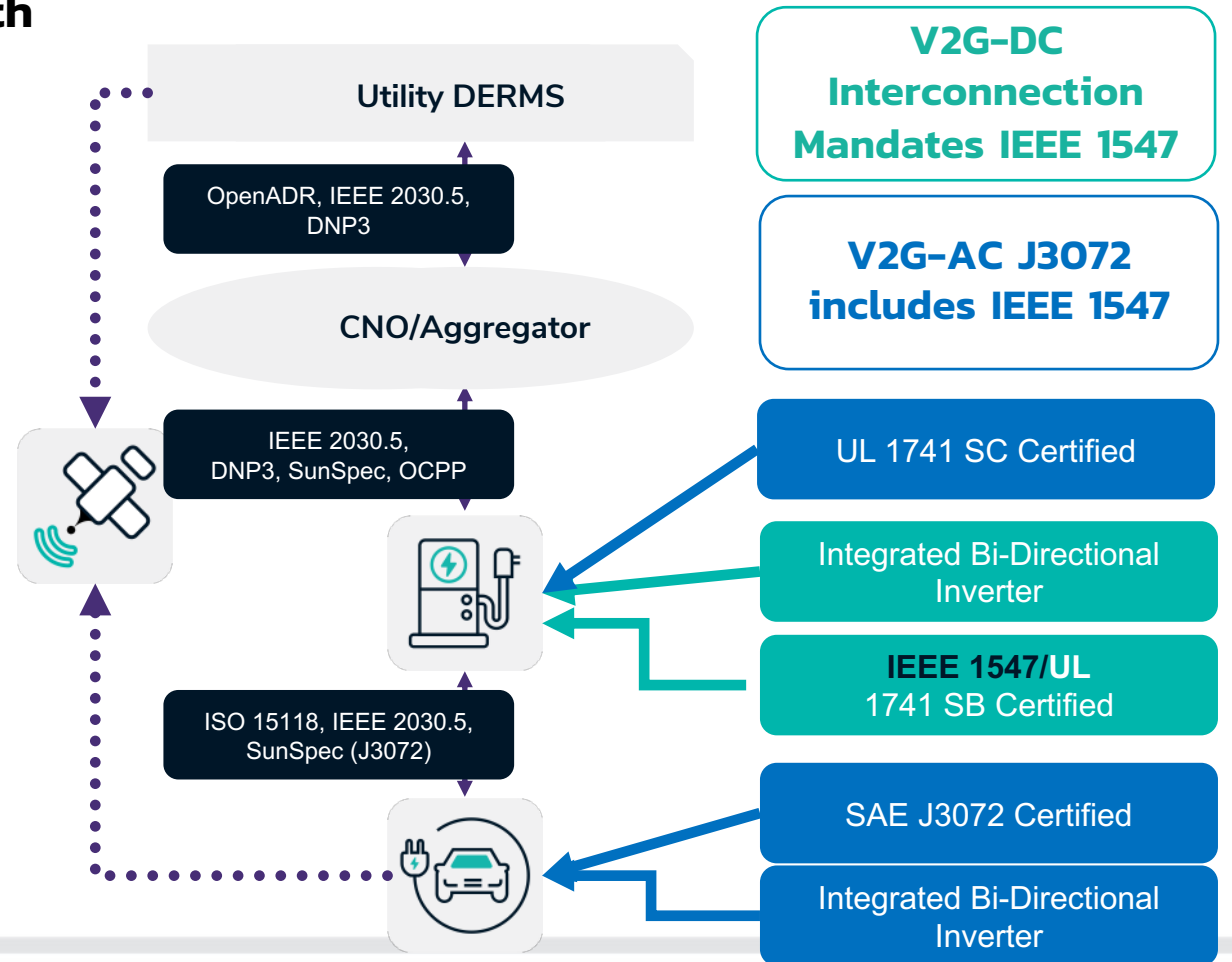 th
Utility DERMS
OpenADR, IEEE 2030.5,
DNP3
CNO/Aggregator
IEEE 2030.5,
DNP3, SunSpec, OCPP
ISO 15118, IEEE 2030.5,
SunSpec (J3072)
V2G-DC
Interconnection
Mandates IEEE 1547
V2G-AC J3072
includes IEEE 1547
UL 1741 SC Certified
Integrated Bi-Directional
Inverter
IEEE 1547/UL
1741 SB Certified
SAE J3072 Certified
Integrated Bi-Directional
Inverter